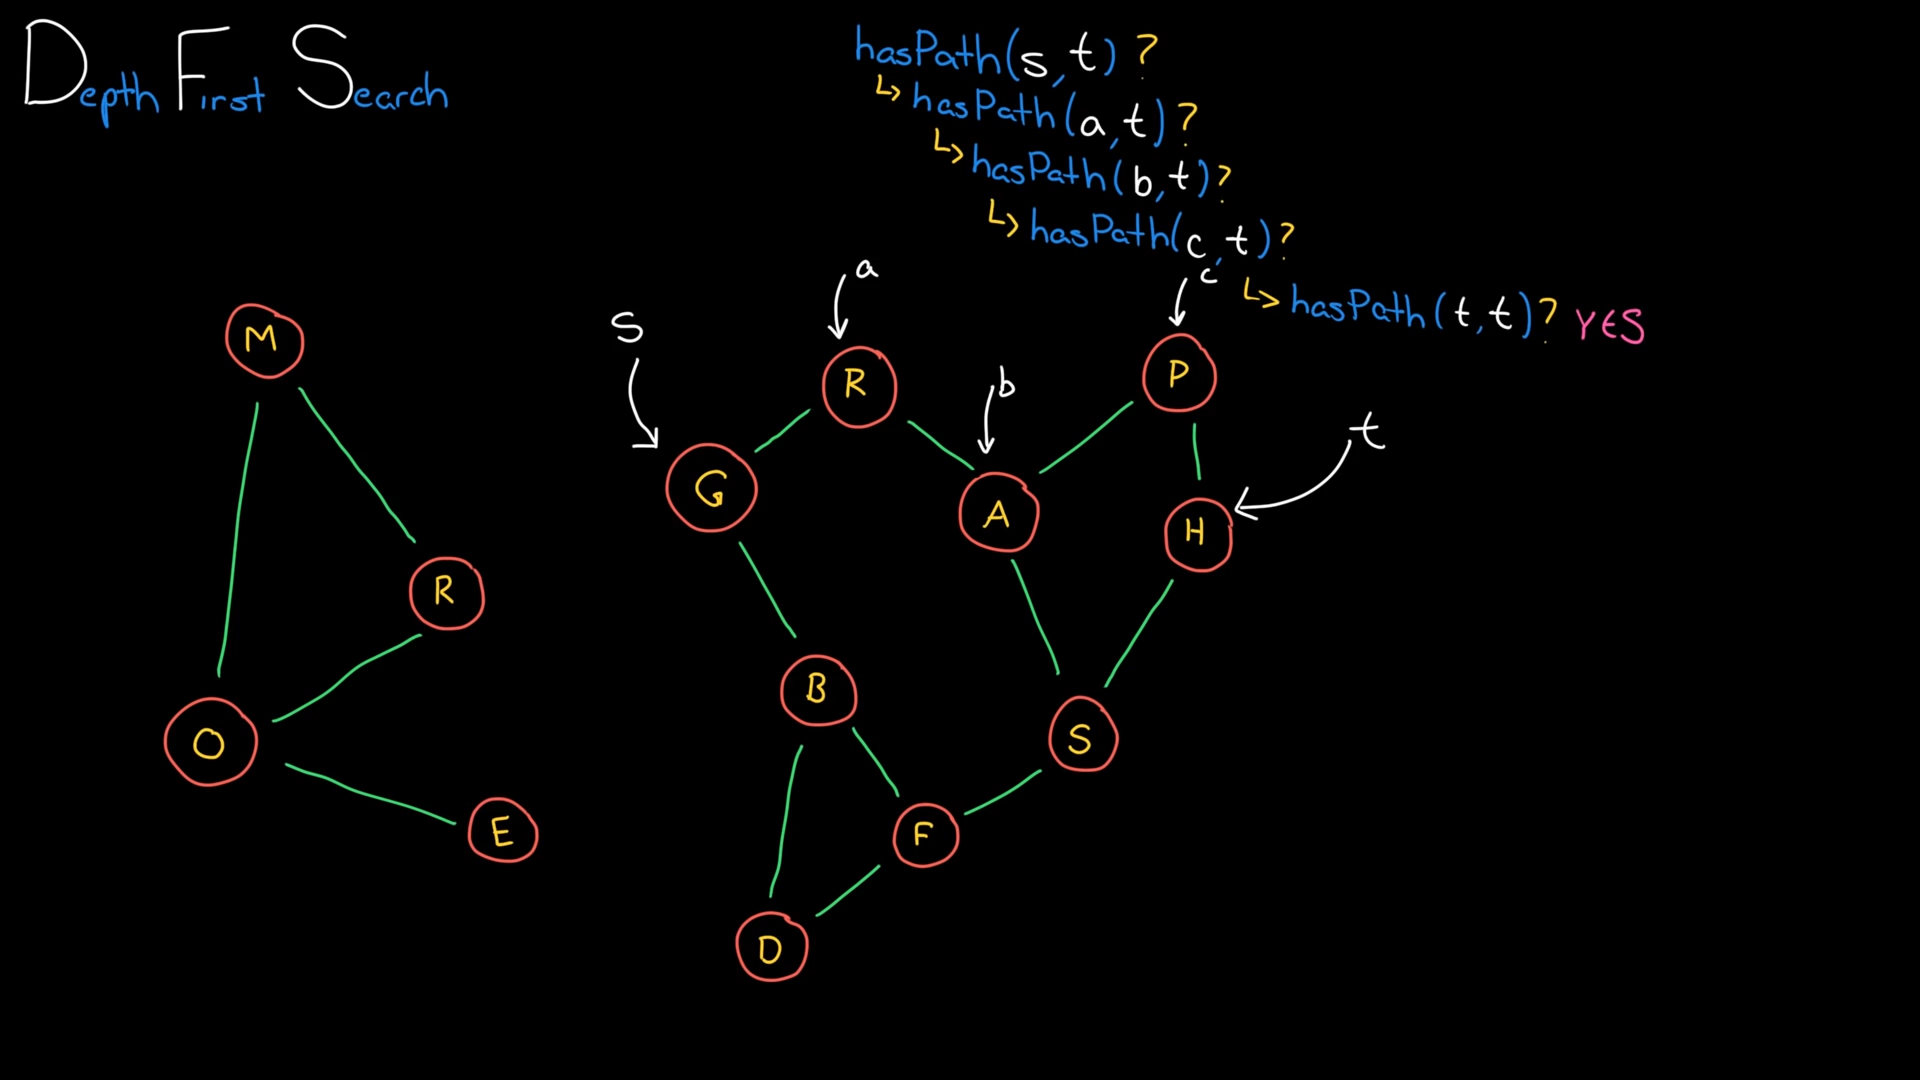 Depth First Search
hasPath(s,t)?
↳ hasPath(a,t)?
↳ hasPath(b,t)?
↳ hasPath(c,t)?
↳ hasPath(t,t)? YES
a
c
s
M
R
P
b
t
G
A
H
R
B
S
O
E
F
D